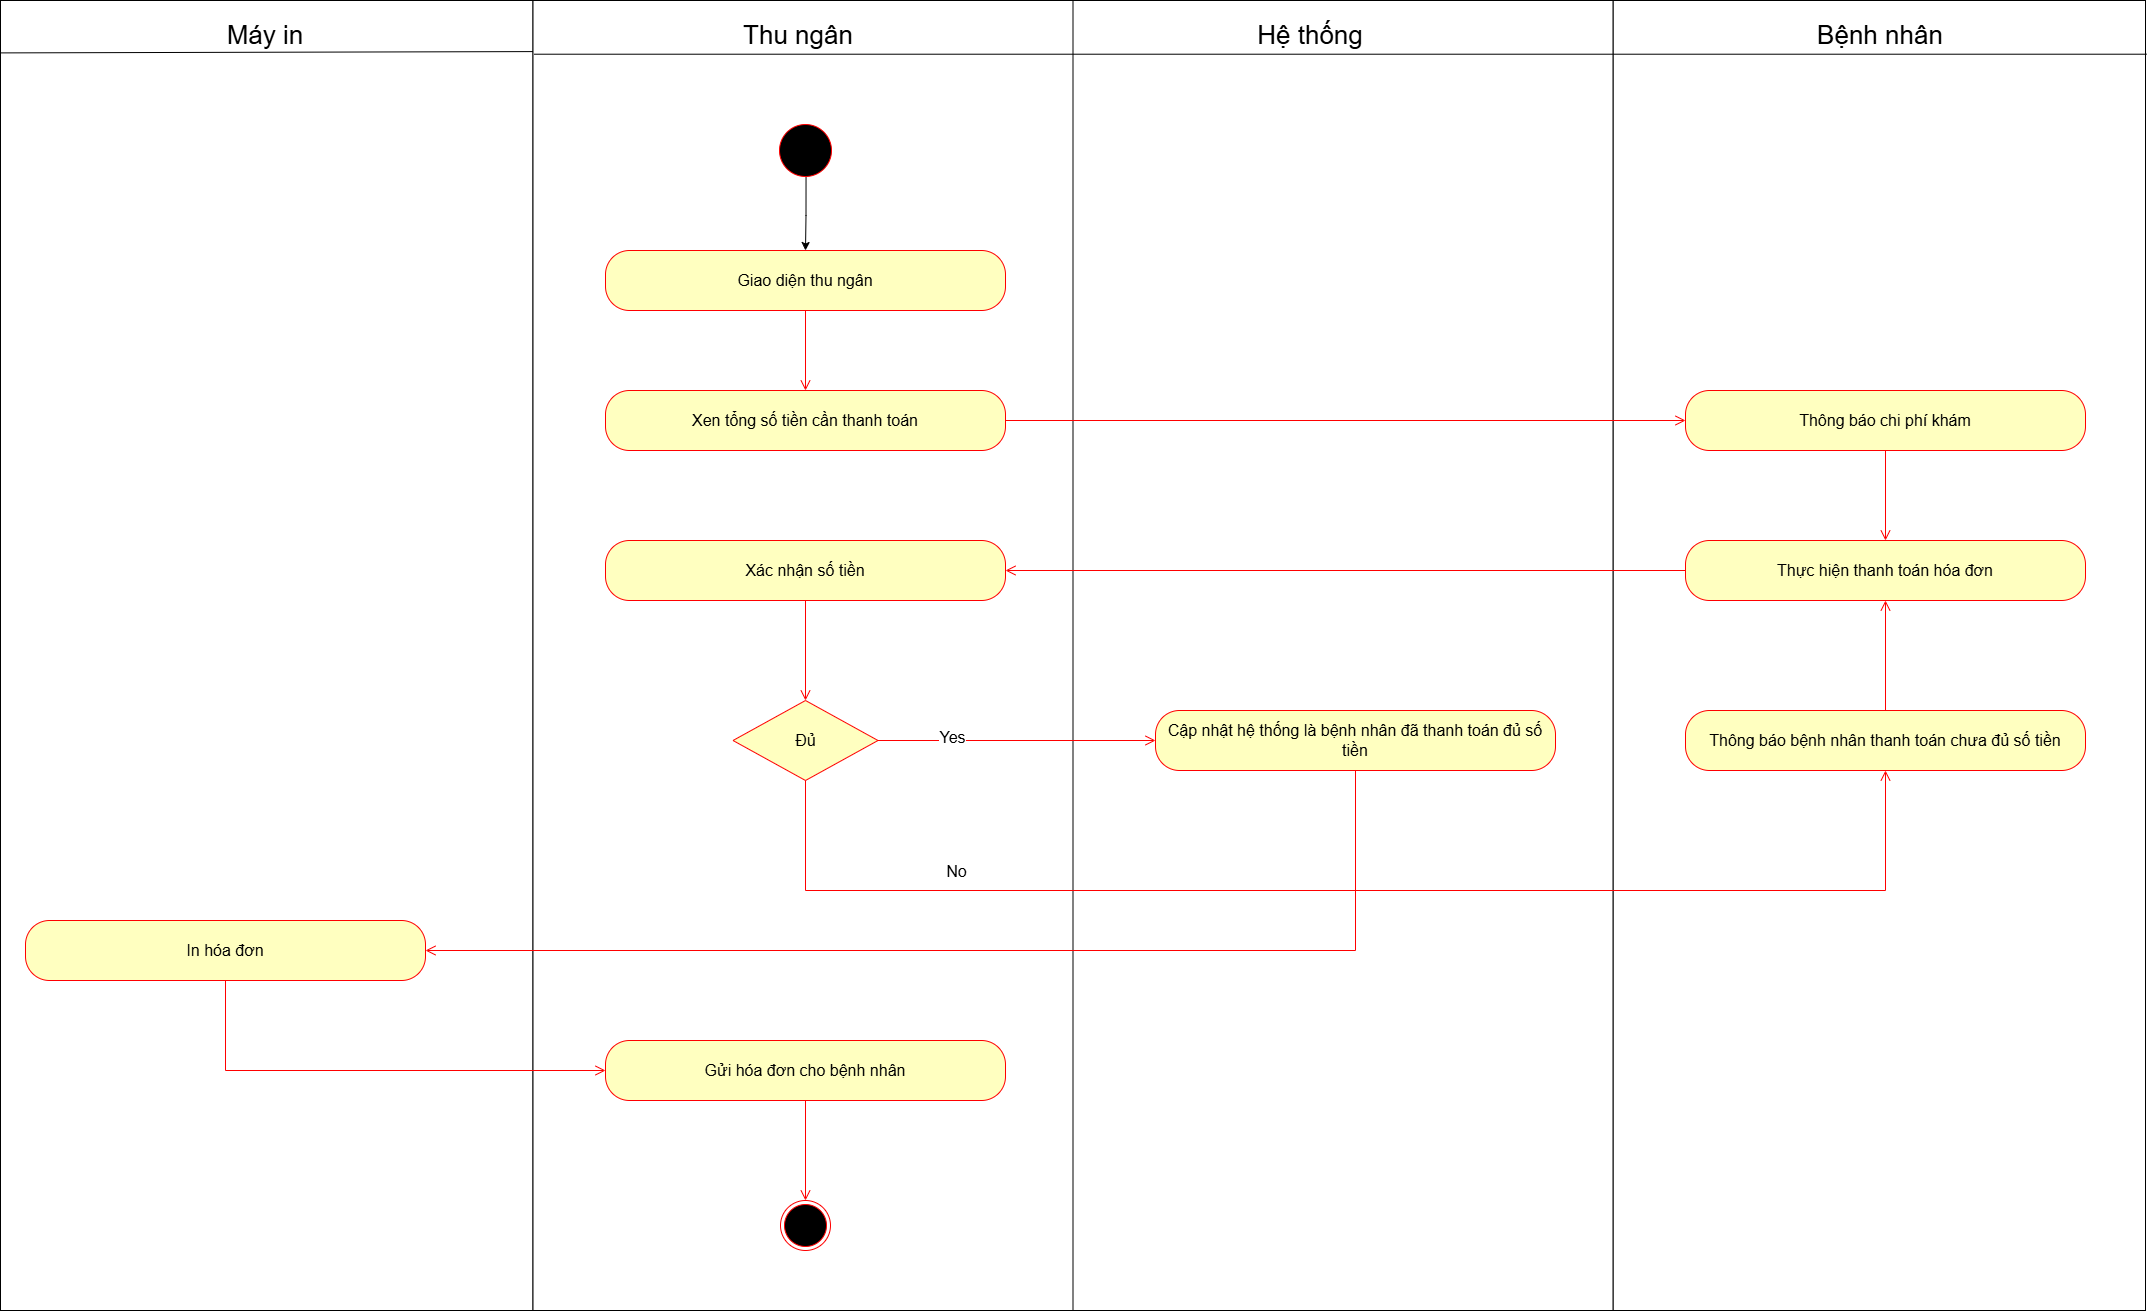 Máy in
Thu ngân
Hệ thống
Bệnh nhân
Giao diện thu ngân
Xen tổng số tiền cần thanh toán
Thông báo chi phí khám
Xác nhận số tiền
Thực hiện thanh toán hóa đơn
Đủ
Yes
Cập nhật hệ thống là bệnh nhân đã thanh toán đủ số
tiền
Thông báo bệnh nhân thanh toán chưa đủ số tiền
No
In hóa đơn
Gửi hóa đơn cho bệnh nhân